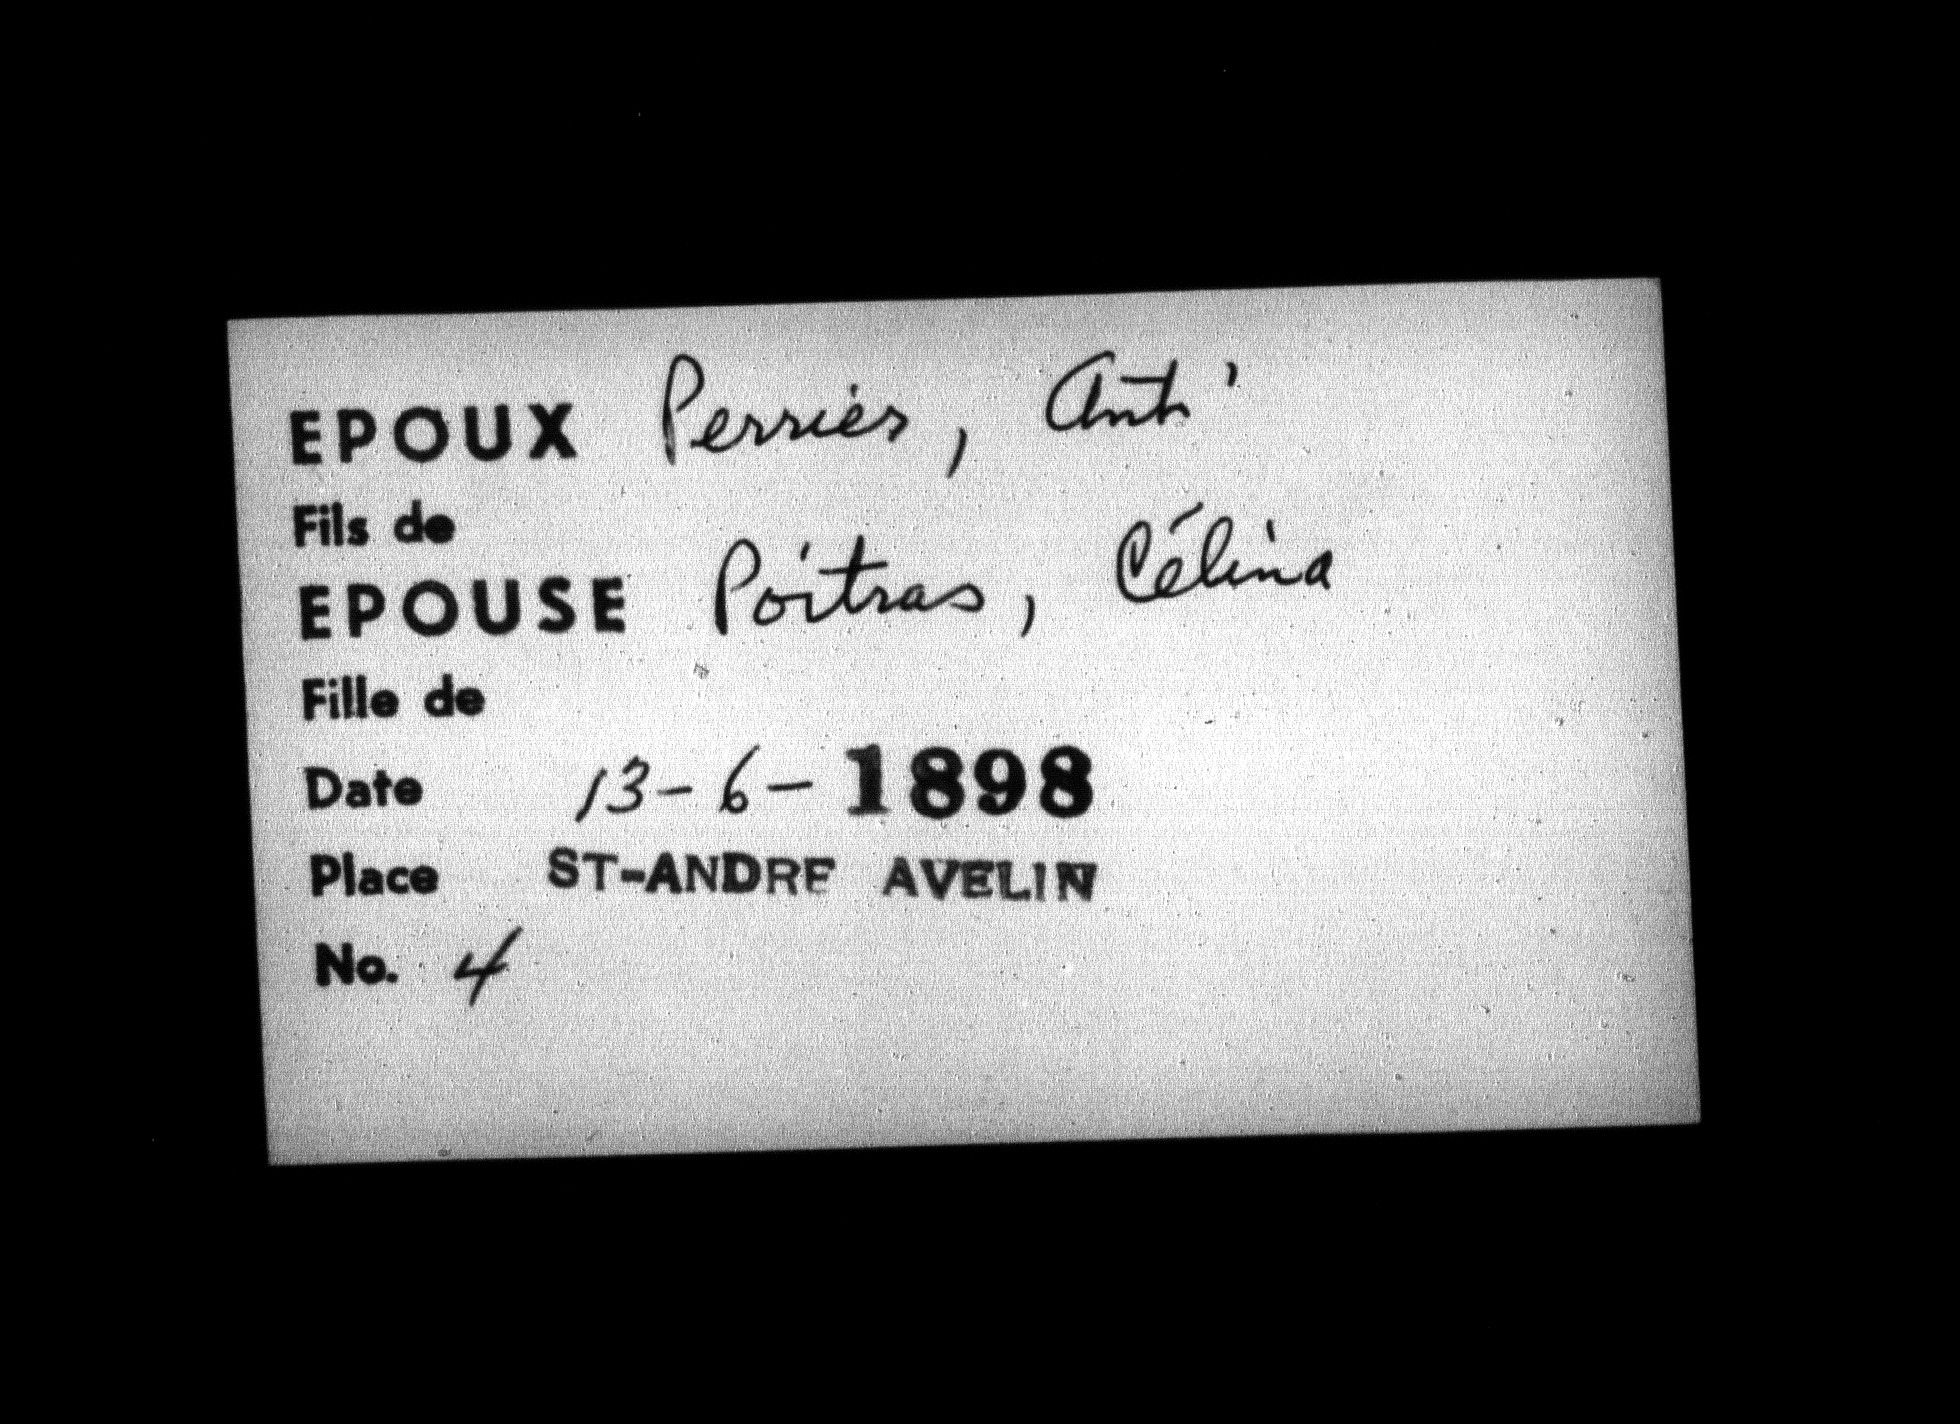 EPOUX Perrier, Ant'
Fils de
EPOUSE Poitras, Célina
Fille de
Date 13-6-1898
Place ST-ANDRE AVELIN
No. 4